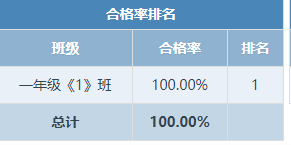 合格率排名
班级 合格率 排名
一年级《1》班 100.00% 1
总计 100.00%